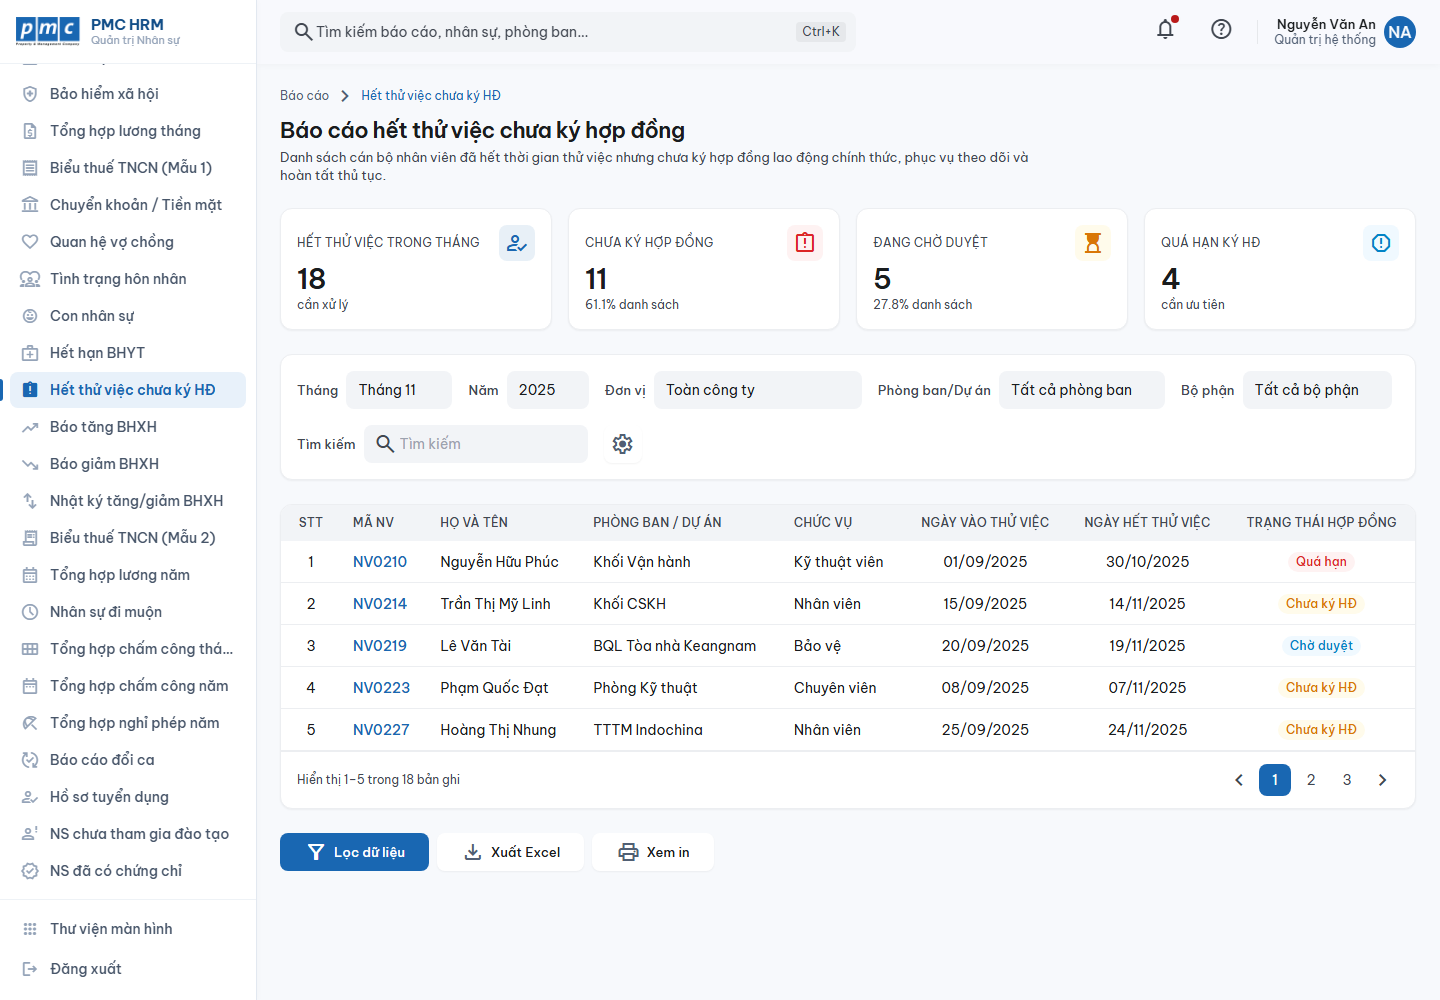 pmc
PMC HRM
Quản trị Nhân sự
Bảo hiểm xã hội
Tổng hợp lương tháng
Biểu thuế TNCN (Mẫu 1)
Chuyển khoản / Tiền mặt
Quan hệ vợ chồng
Tình trạng hôn nhân
Con nhân sự
Hết hạn BHYT
Hết thử việc chưa ký HĐ
Báo tăng BHXH
Báo giảm BHXH
Nhật ký tăng/giảm BHXH
Biểu thuế TNCN (Mẫu 2)
Tổng hợp lương năm
Nhân sự đi muộn
Tổng hợp chấm công thá...
Tổng hợp chấm công năm
Tổng hợp nghỉ phép năm
Báo cáo đổi ca
Hồ sơ tuyển dụng
NS chưa tham gia đào tạo
NS đã có chứng chỉ
Thư viện màn hình
Đăng xuất
Tìm kiếm báo cáo, nhân sự, phòng ban...
Ctrl+K
Nguyễn Văn An
Quản trị hệ thống
NA
Báo cáo
Hết thử việc chưa ký HĐ
Báo cáo hết thử việc chưa ký hợp đồng
Danh sách cán bộ nhân viên đã hết thời gian thử việc nhưng chưa ký hợp đồng lao động chính thức, phục vụ theo dõi và
hoàn tất thủ tục.
HẾT THỬ VIỆC TRONG THÁNG
18
cần xử lý
CHƯA KÝ HỢP ĐỒNG
11
61.1% danh sách
ĐANG CHỜ DUYỆT
5
27.8% danh sách
QUÁ HẠN KÝ HĐ
4
cần ưu tiên
Tháng Tháng 11 Năm 2025 Đơn vị Toàn công ty Phòng ban/Dự án Tất cả phòng ban Bộ phận Tất cả bộ phận
Tìm kiếm Tìm kiếm
STT MÃ NV HỌ VÀ TÊN PHÒNG BAN / DỰ ÁN CHỨC VỤ NGÀY VÀO THỬ VIỆC NGÀY HẾT THỬ VIỆC TRẠNG THÁI HỢP ĐỒNG
1 NV0210 Nguyễn Hữu Phúc Khối Vận hành Kỹ thuật viên 01/09/2025 30/10/2025 Quá hạn
2 NV0214 Trần Thị Mỹ Linh Khối CSKH Nhân viên 15/09/2025 14/11/2025 Chưa ký HĐ
3 NV0219 Lê Văn Tài BQL Tòa nhà Keangnam Bảo vệ 20/09/2025 19/11/2025 Chờ duyệt
4 NV0223 Phạm Quốc Đạt Phòng Kỹ thuật Chuyên viên 08/09/2025 07/11/2025 Chưa ký HĐ
5 NV0227 Hoàng Thị Nhung TTTM Indochina Nhân viên 25/09/2025 24/11/2025 Chưa ký HĐ
Hiển thị 1–5 trong 18 bản ghi
1 2 3
Lọc dữ liệu
Xuất Excel
Xem in